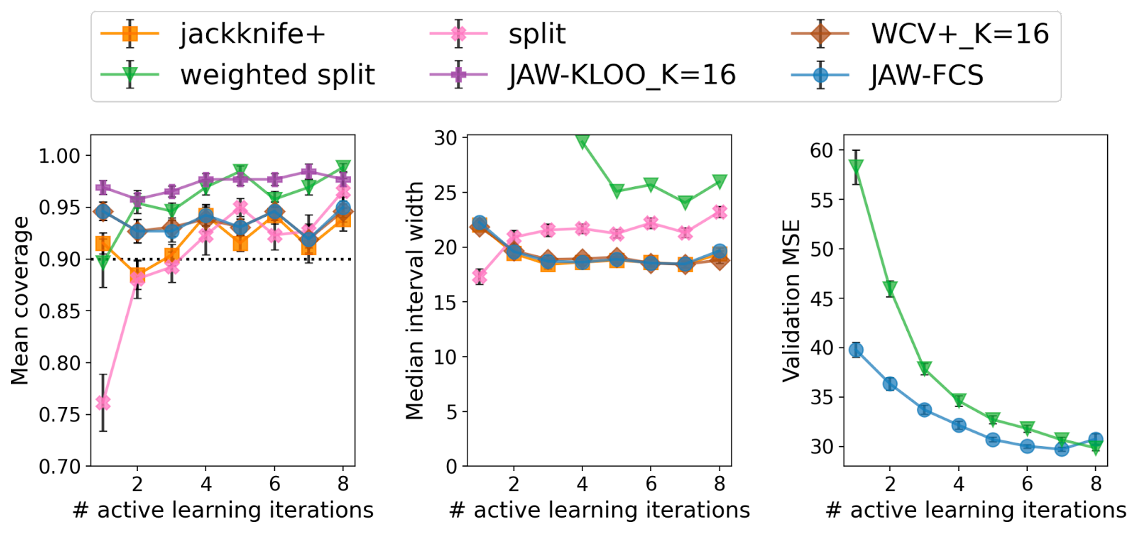 jackknife+ split WCV+_K=16
weighted split JAW-KLOO_K=16 JAW-FCS
Mean coverage
1.00
0.95
0.90
0.85
0.80
0.75
0.70
2 4 6 8
# active learning iterations
Median interval width
30
25
20
15
10
5
0
2 4 6 8
# active learning iterations
Validation MSE
60
55
50
45
40
35
30
2 4 6 8
# active learning iterations